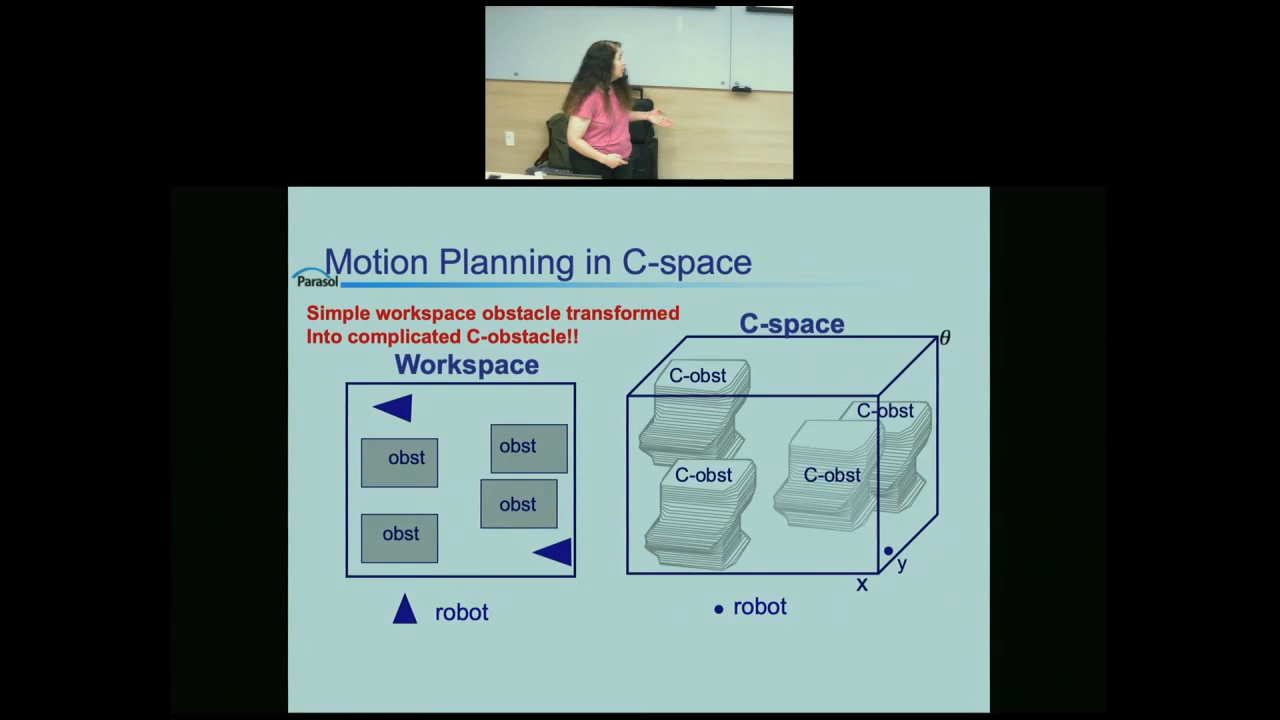 Motion Planning in C-space
Parasol
Simple workspace obstacle transformed
Into complicated C-obstacle!!
Workspace
obst
obst
obst
obst
robot
C-space
θ
C-obst
C-obst
C-obst
C-obst
y
x
robot